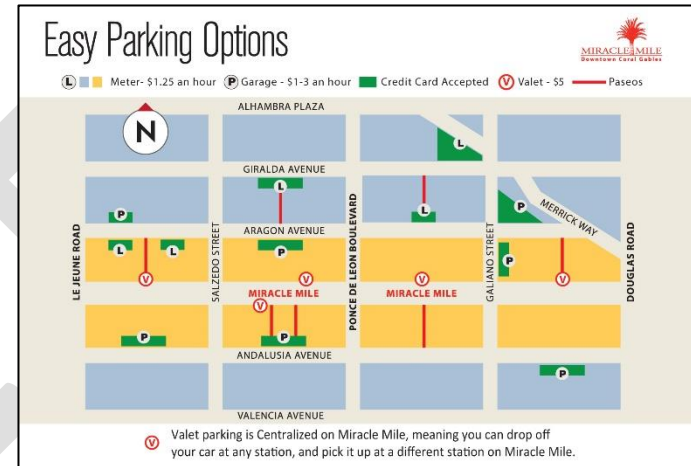 Easy Parking Options
MIRACLE MILE
Downtown Coral Gables
L Meter- $1.25 an hour P Garage - $1-3 an hour Credit Card Accepted V Valet - $5 Paseos
ALHAMBRA PLAZA
N
L
GIRALDA AVENUE
L
P
L
P
MERRICK WAY
ARAGON AVENUE
LE JEUNE ROAD
SALZEDO STREET
PONCE DE LEON BOULEVARD
GALIANO STREET
DOUGLAS ROAD
L
L
P
P
V
V
V
V
MIRACLE MILE
MIRACLE MILE
V
P
P
ANDALUSIA AVENUE
P
VALENCIA AVENUE
V Valet parking is Centralized on Miracle Mile, meaning you can drop off
your car at any station, and pick it up at a different station on Miracle Mile.